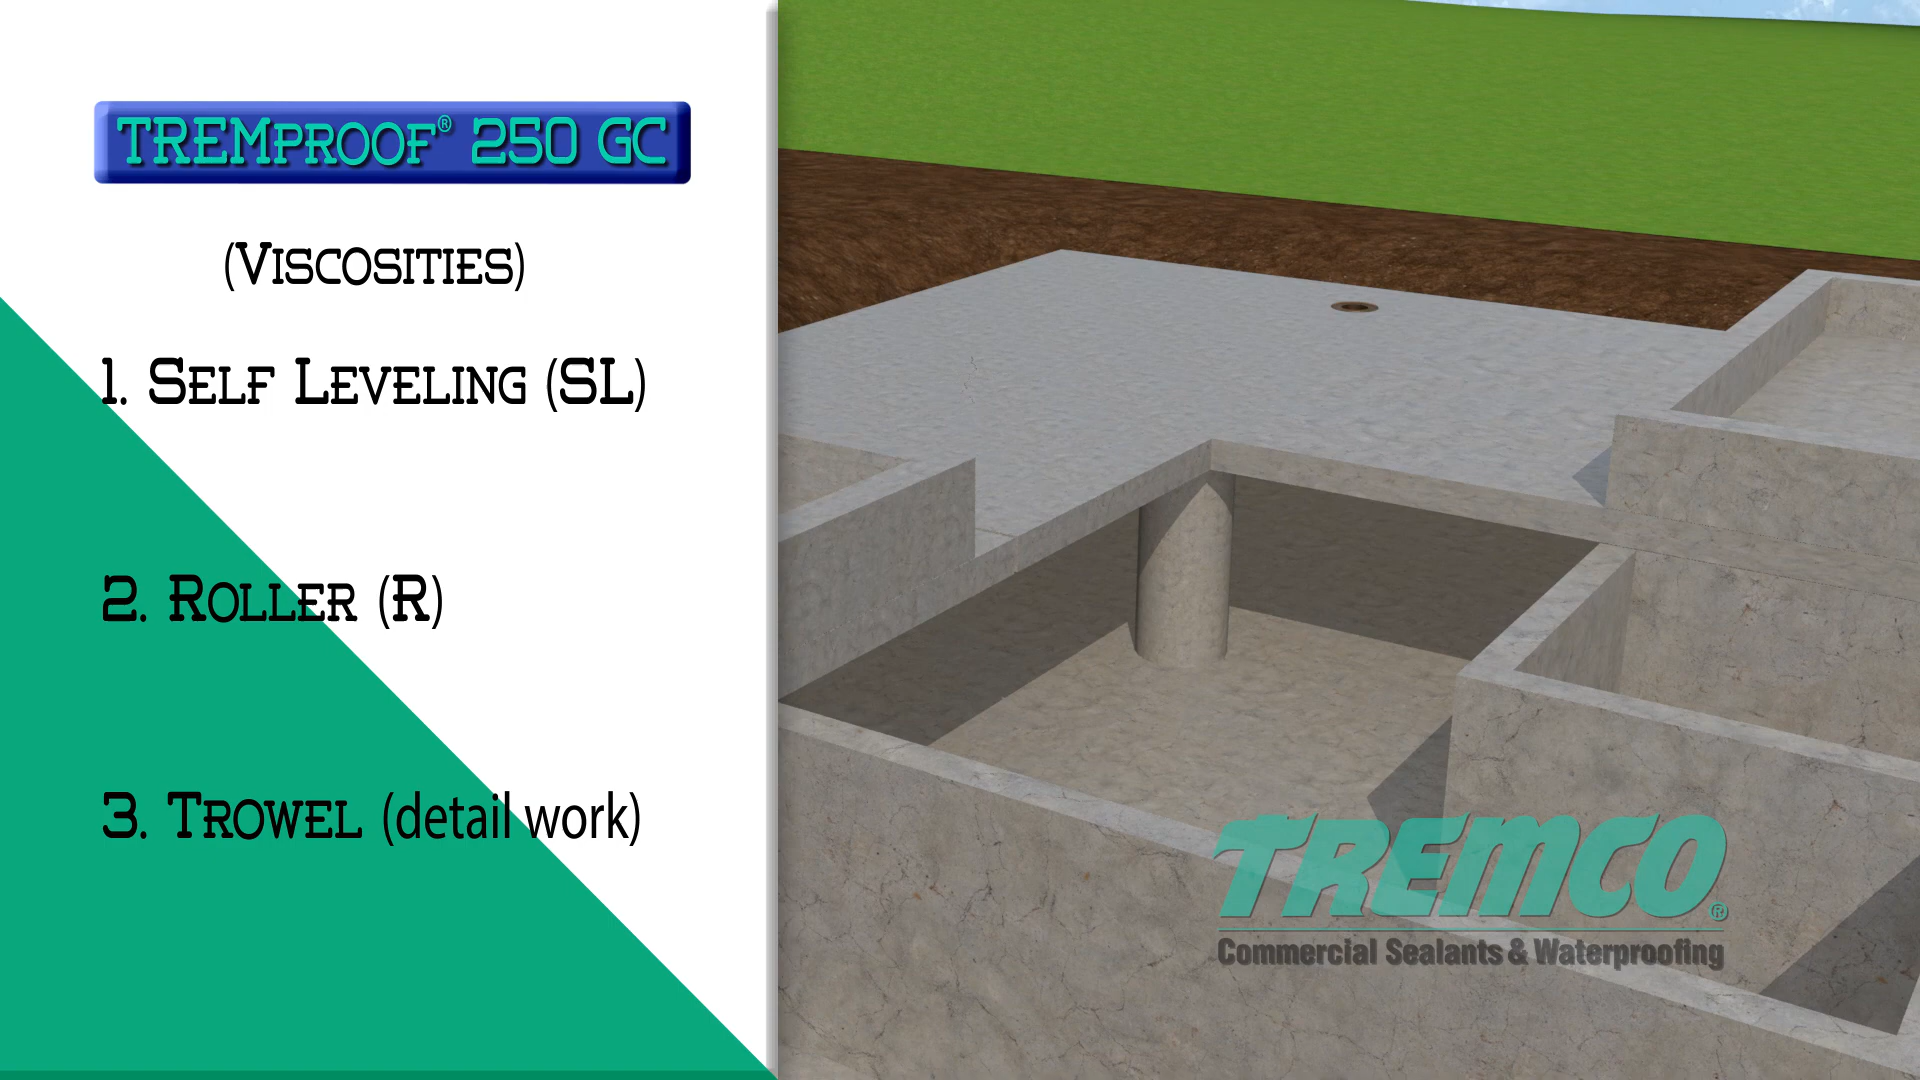 TREMPROOF® 250 GC
(VISCOSITIES)
1. SELF LEVELING (SL)
2. ROLLER (R)
3. TROWEL (detail work)
TREMCO®
Commercial Sealants & Waterproofing